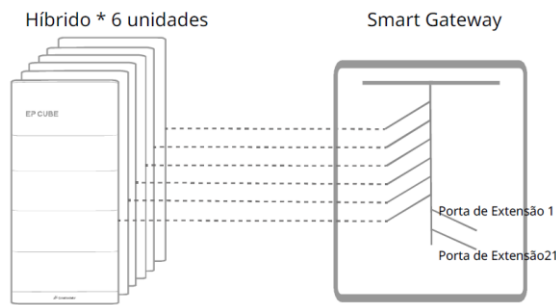 Híbrido * 6 unidades
Smart Gateway
EP CUBE
Porta de Extensão 1
Porta de Extensão21